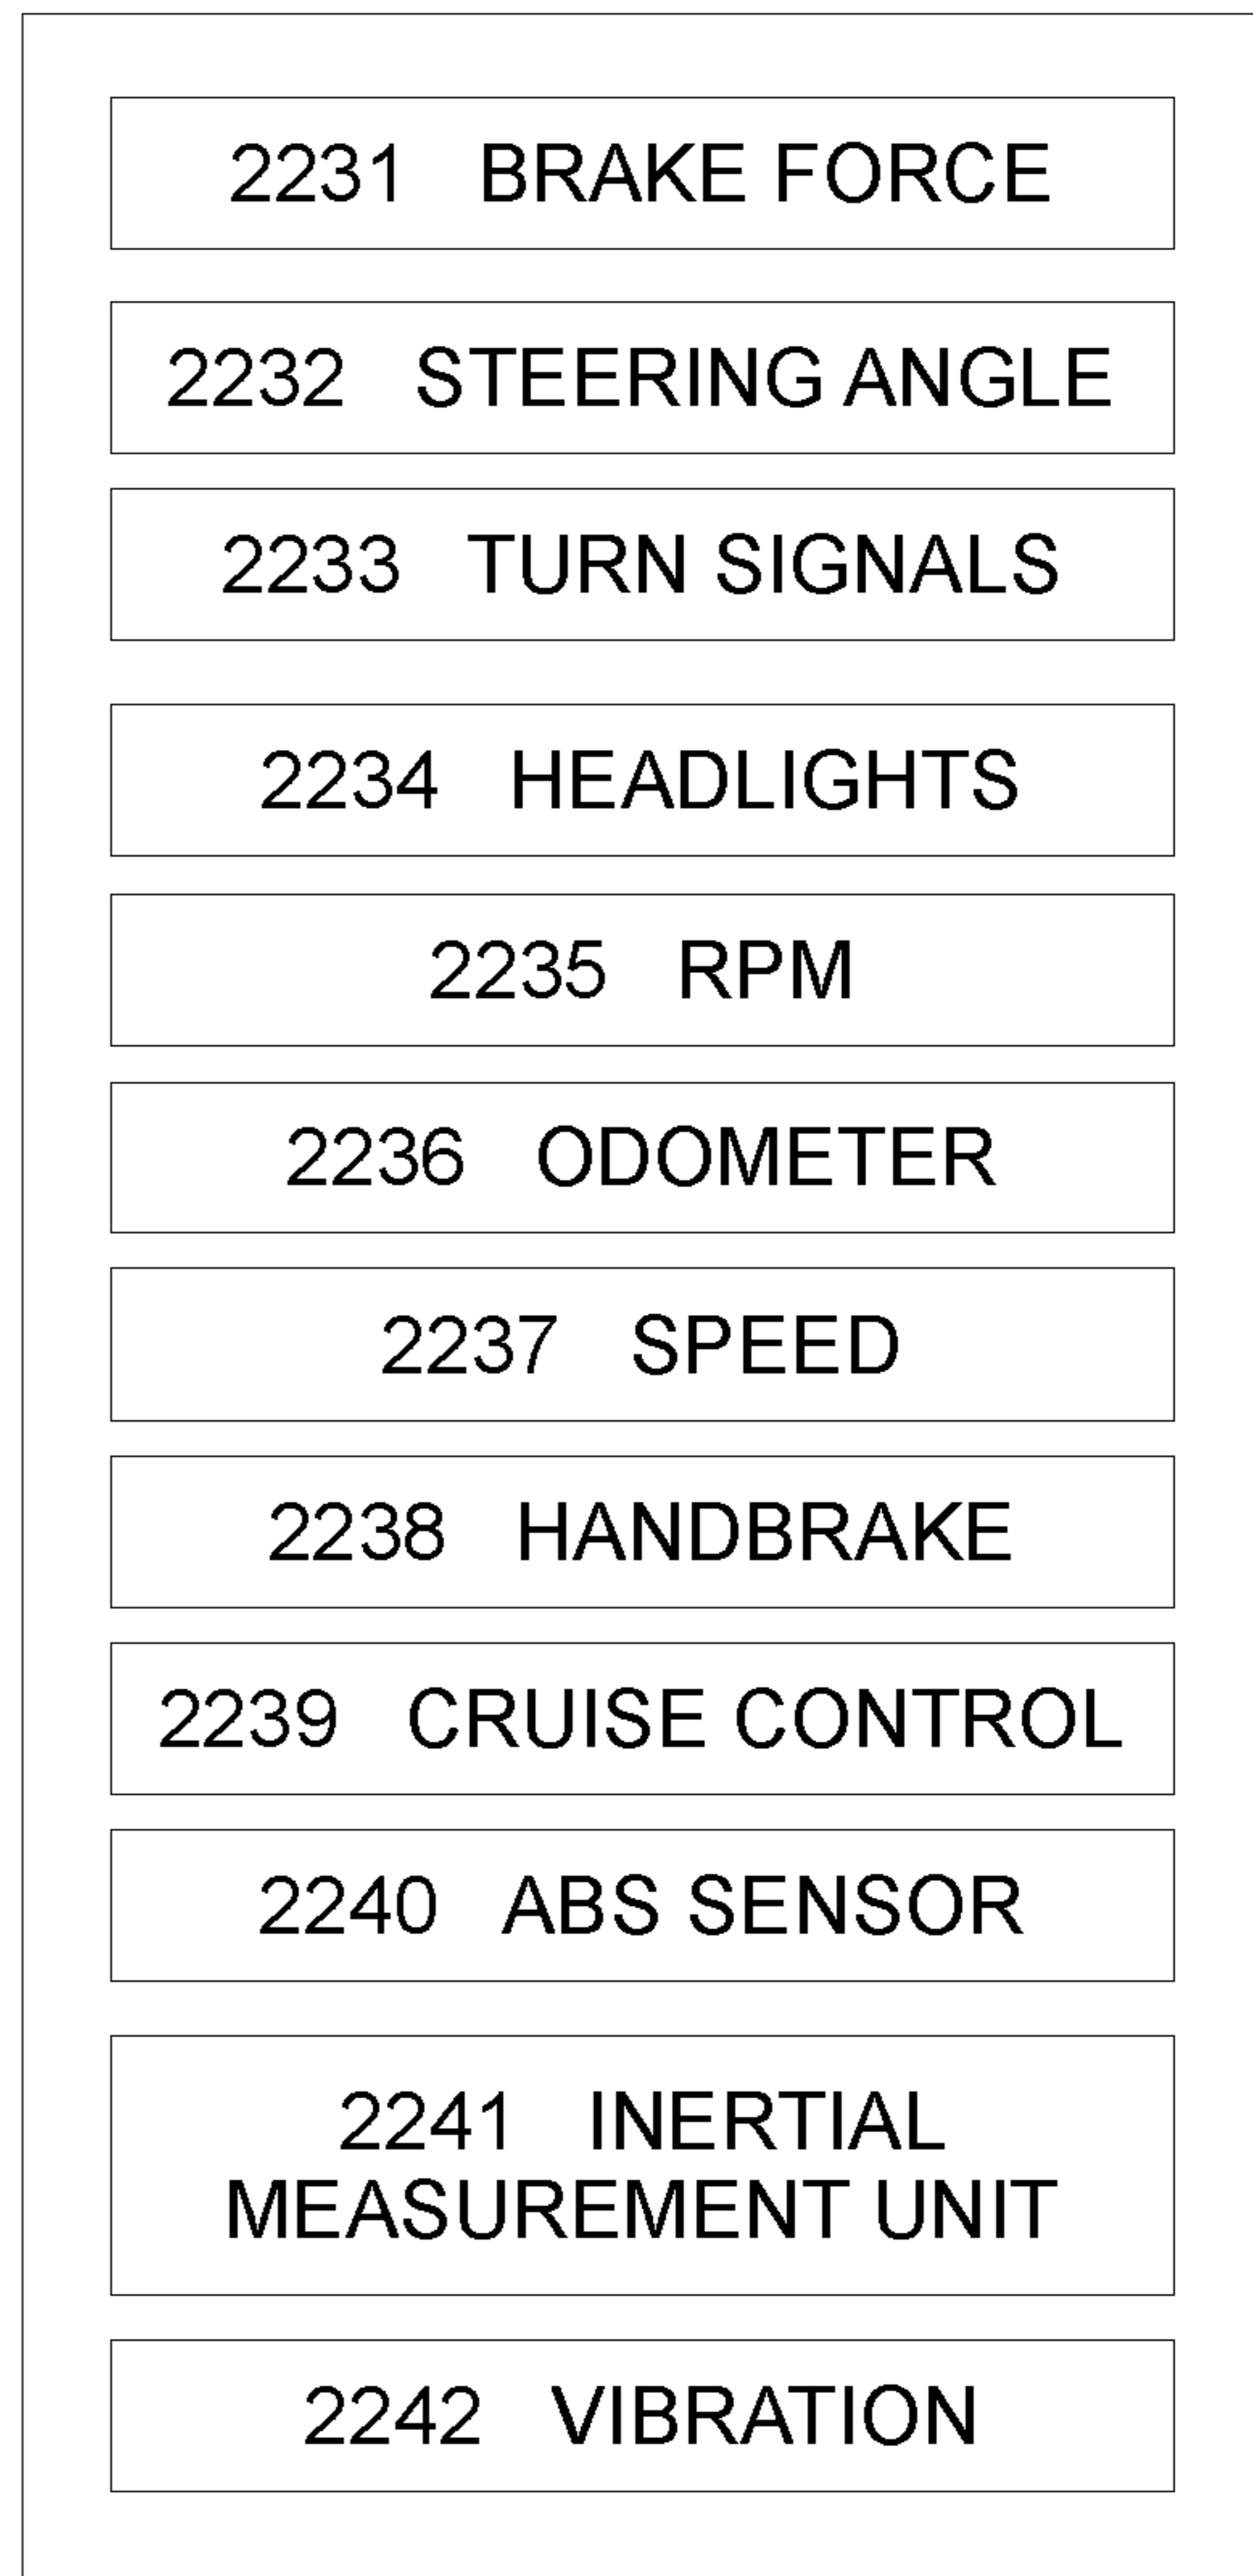 2231 BRAKE FORCE
2232 STEERING ANGLE
2233 TURN SIGNALS
2234 HEADLIGHTS
2235 RPM
2236 ODOMETER
2237 SPEED
2238 HANDBRAKE
2239 CRUISE CONTROL
2240 ABS SENSOR
2241 INERTIAL
MEASUREMENT UNIT
2242 VIBRATION